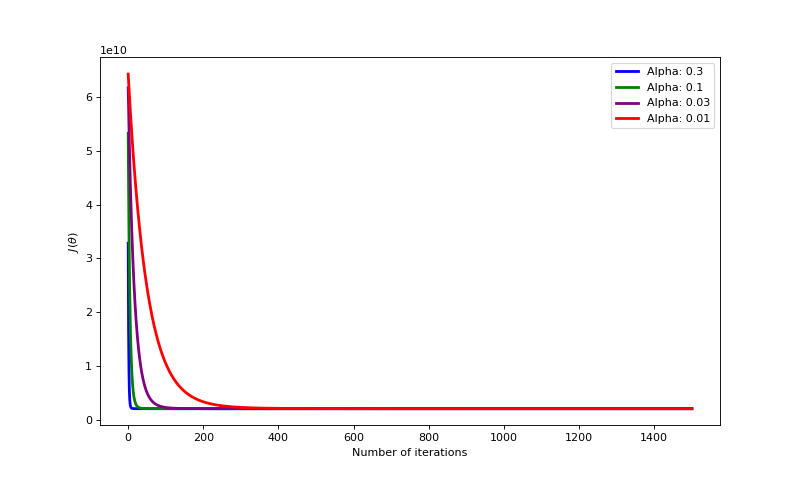 1e10
6
5
4
3
2
1
0
J(θ)
0
200
400
600
800
1000
1200
1400
Number of iterations
Alpha: 0.3
Alpha: 0.1
Alpha: 0.03
Alpha: 0.01